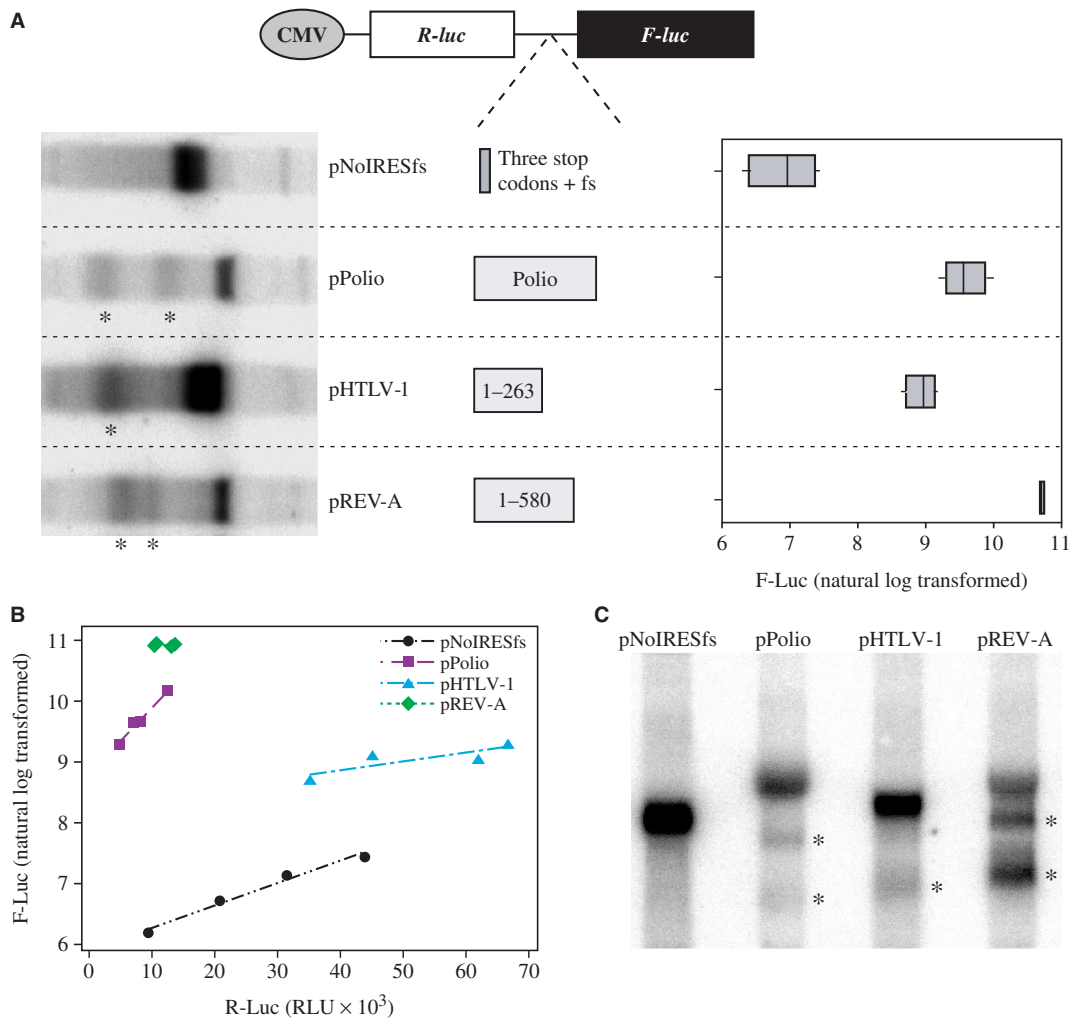 A
CMV
R-luc
F-luc
pNoIRESfs
Three stop
codons + fs
pPolio
Polio
* *
pHTLV-1
1–263
*
pREV-A
1–580
* *
6 7 8 9 10 11
F-Luc (natural log transformed)
B
F-Luc (natural log transformed)
11
10
9
8
7
6
pNoIRESfs
pPolio
pHTLV-1
pREV-A
0 10 20 30 40 50 60 70
R-Luc (RLU × 10³)
C
pNoIRESfs pPolio pHTLV-1 pREV-A
*
*
*
*
*